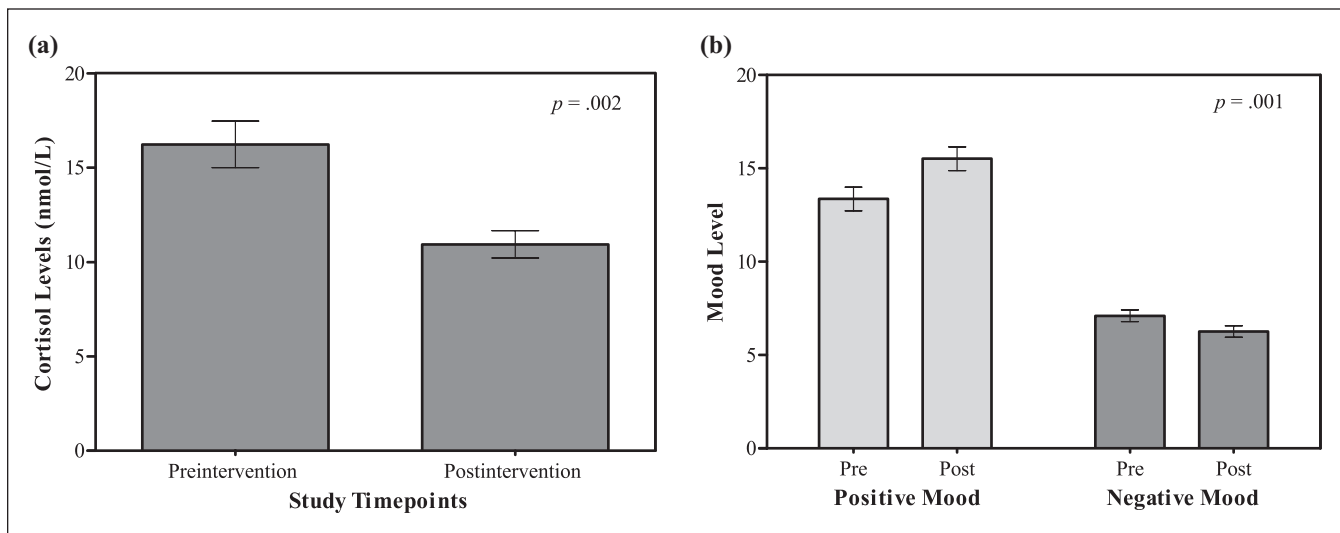 (a)
20
15
10
5
0
Cortisol Levels (nmol/L)
p = .002
Preintervention
Postintervention
Study Timepoints
(b)
20
15
10
5
0
Mood Level
p = .001
Pre
Post
Pre
Post
Positive Mood
Negative Mood